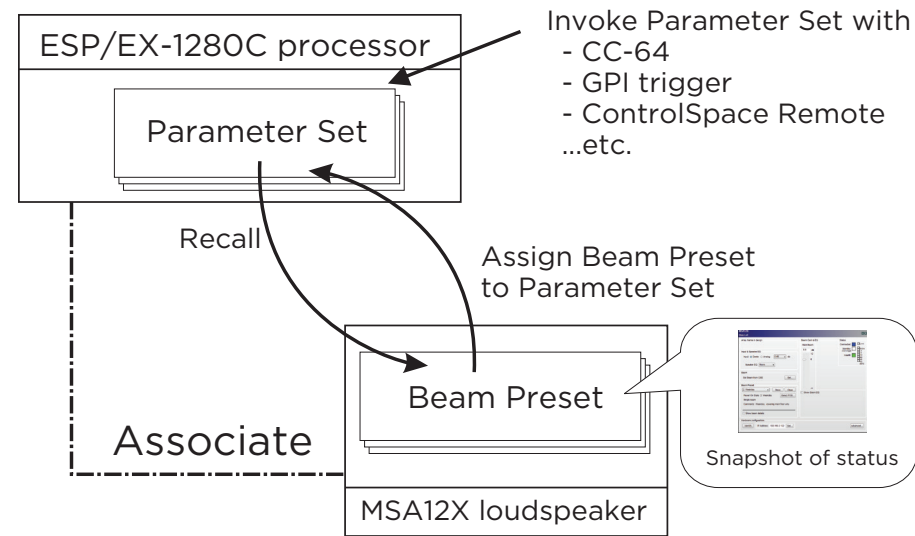 ESP/EX-1280C processor
Parameter Set
Invoke Parameter Set with
- CC-64
- GPI trigger
- ControlSpace Remote
...etc.
Recall
Assign Beam Preset
to Parameter Set
Associate
Beam Preset
MSA12X loudspeaker
Snapshot of status